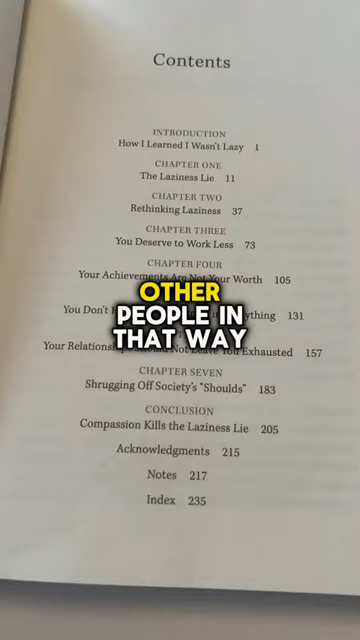 Contents
INTRODUCTION
How I Learned I Wasn't Lazy 1
CHAPTER ONE
The Laziness Lie 11
CHAPTER TWO
Rethinking Laziness 37
CHAPTER THREE
You Deserve to Work Less 73
CHAPTER FOUR
Your Achievements Are Not Your Worth 105
OTHER
PEOPLE IN
THAT WAY
You Don't 131
Your Relationships Should Not Leave You Exhausted 157
CHAPTER SEVEN
Shrugging Off Society's "Shoulds" 183
CONCLUSION
Compassion Kills the Laziness Lie 205
Acknowledgments 215
Notes 217
Index 235